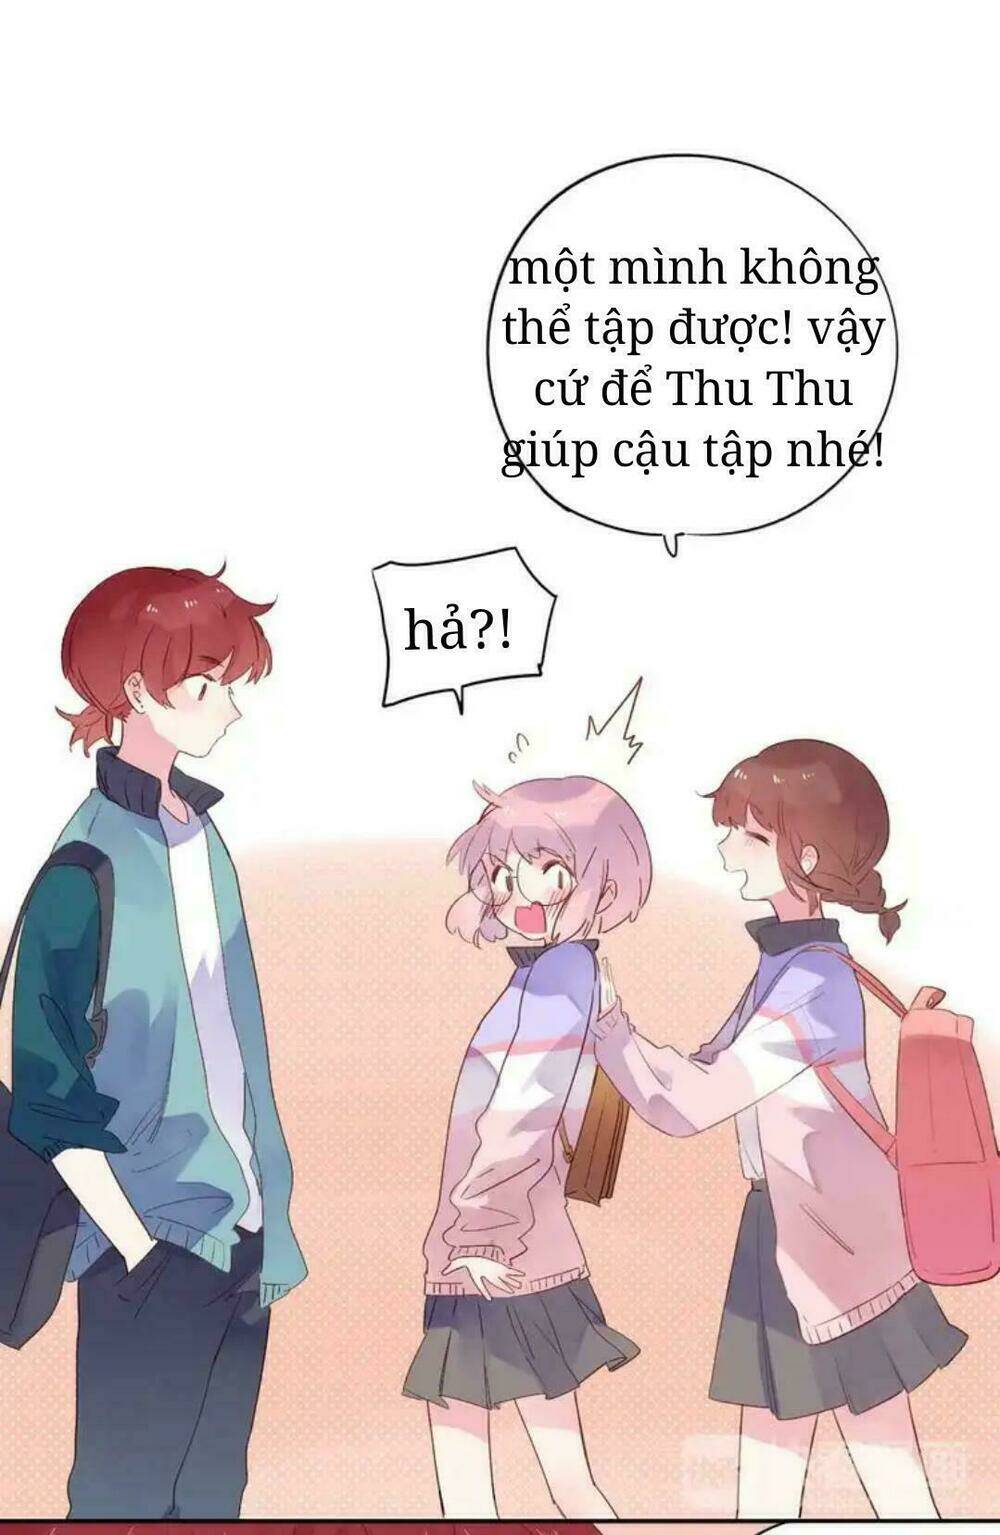 một mình không
thể tập được! vậy
cứ để Thu Thu
giúp cậu tập nhé!
hả?!